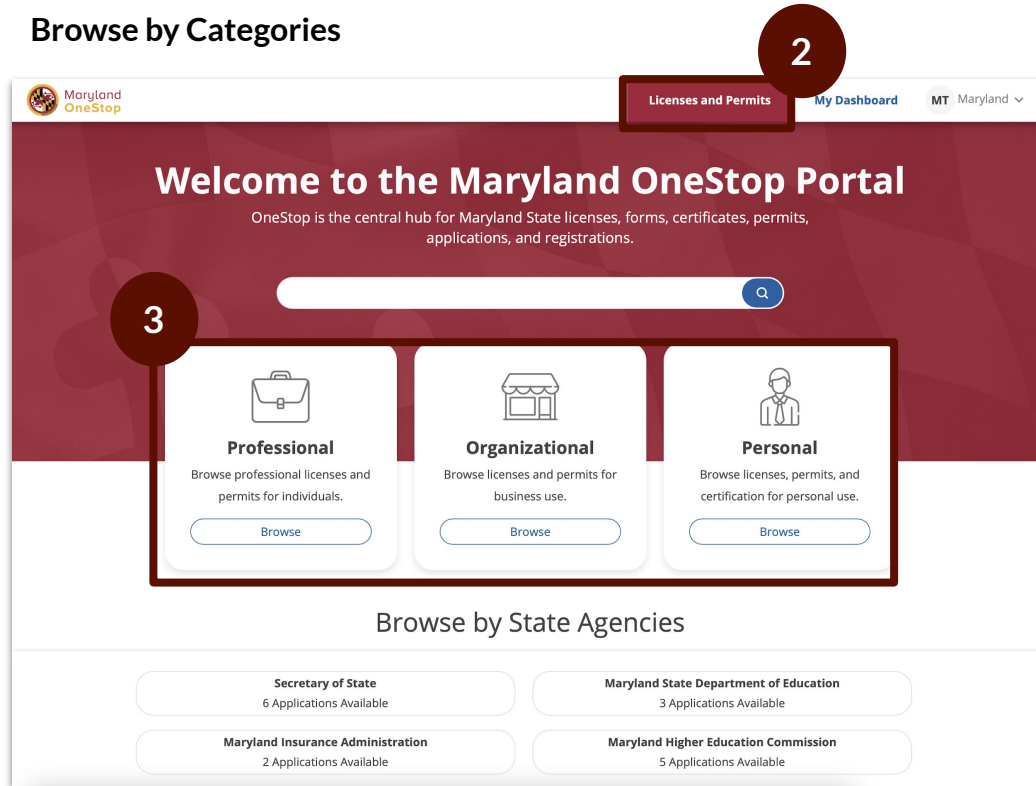 Browse by Categories
2
Maryland
OneStop
Licenses and Permits
My Dashboard
MT Maryland
Welcome to the Maryland OneStop Portal
OneStop is the central hub for Maryland State licenses, forms, certificates, permits,
applications, and registrations.
3
Professional
Browse professional licenses and
permits for individuals.
Browse
Organizational
Browse licenses and permits for
business use.
Browse
Personal
Browse licenses, permits, and
certification for personal use.
Browse
Browse by State Agencies
Secretary of State
6 Applications Available
Maryland State Department of Education
3 Applications Available
Maryland Insurance Administration
2 Applications Available
Maryland Higher Education Commission
5 Applications Available